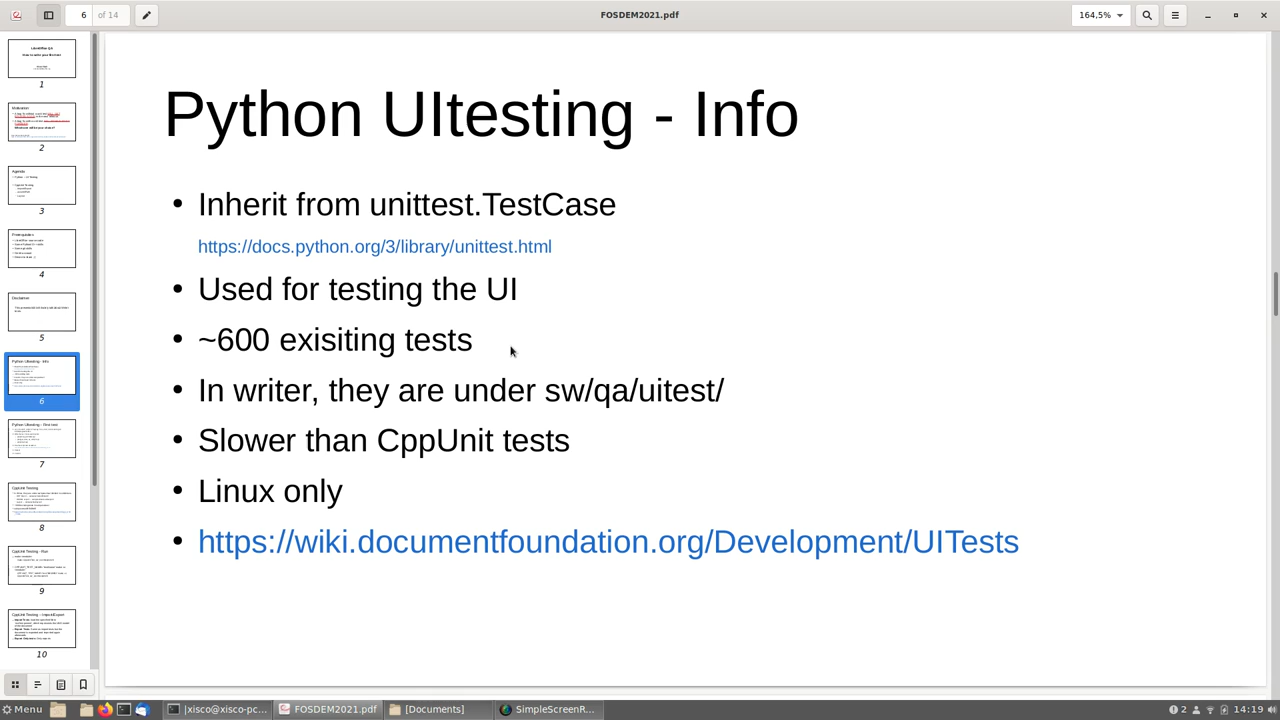 6 of 14
FOSDEM2021.pdf
164,5%
1
2
3
4
5
6
7
8
9
10
Python UItesting - Info
• Inherit from unittest.TestCase
https://docs.python.org/3/library/unittest.html
• Used for testing the UI
• ~600 exisiting tests
• In writer, they are under sw/qa/uitest/
• Slower than CppUnit tests
• Linux only
• https://wiki.documentfoundation.org/Development/UITests
Menu
|xisco@xisco-pc...
FOSDEM2021.pdf
[Documents]
SimpleScreenR...
2
14:19